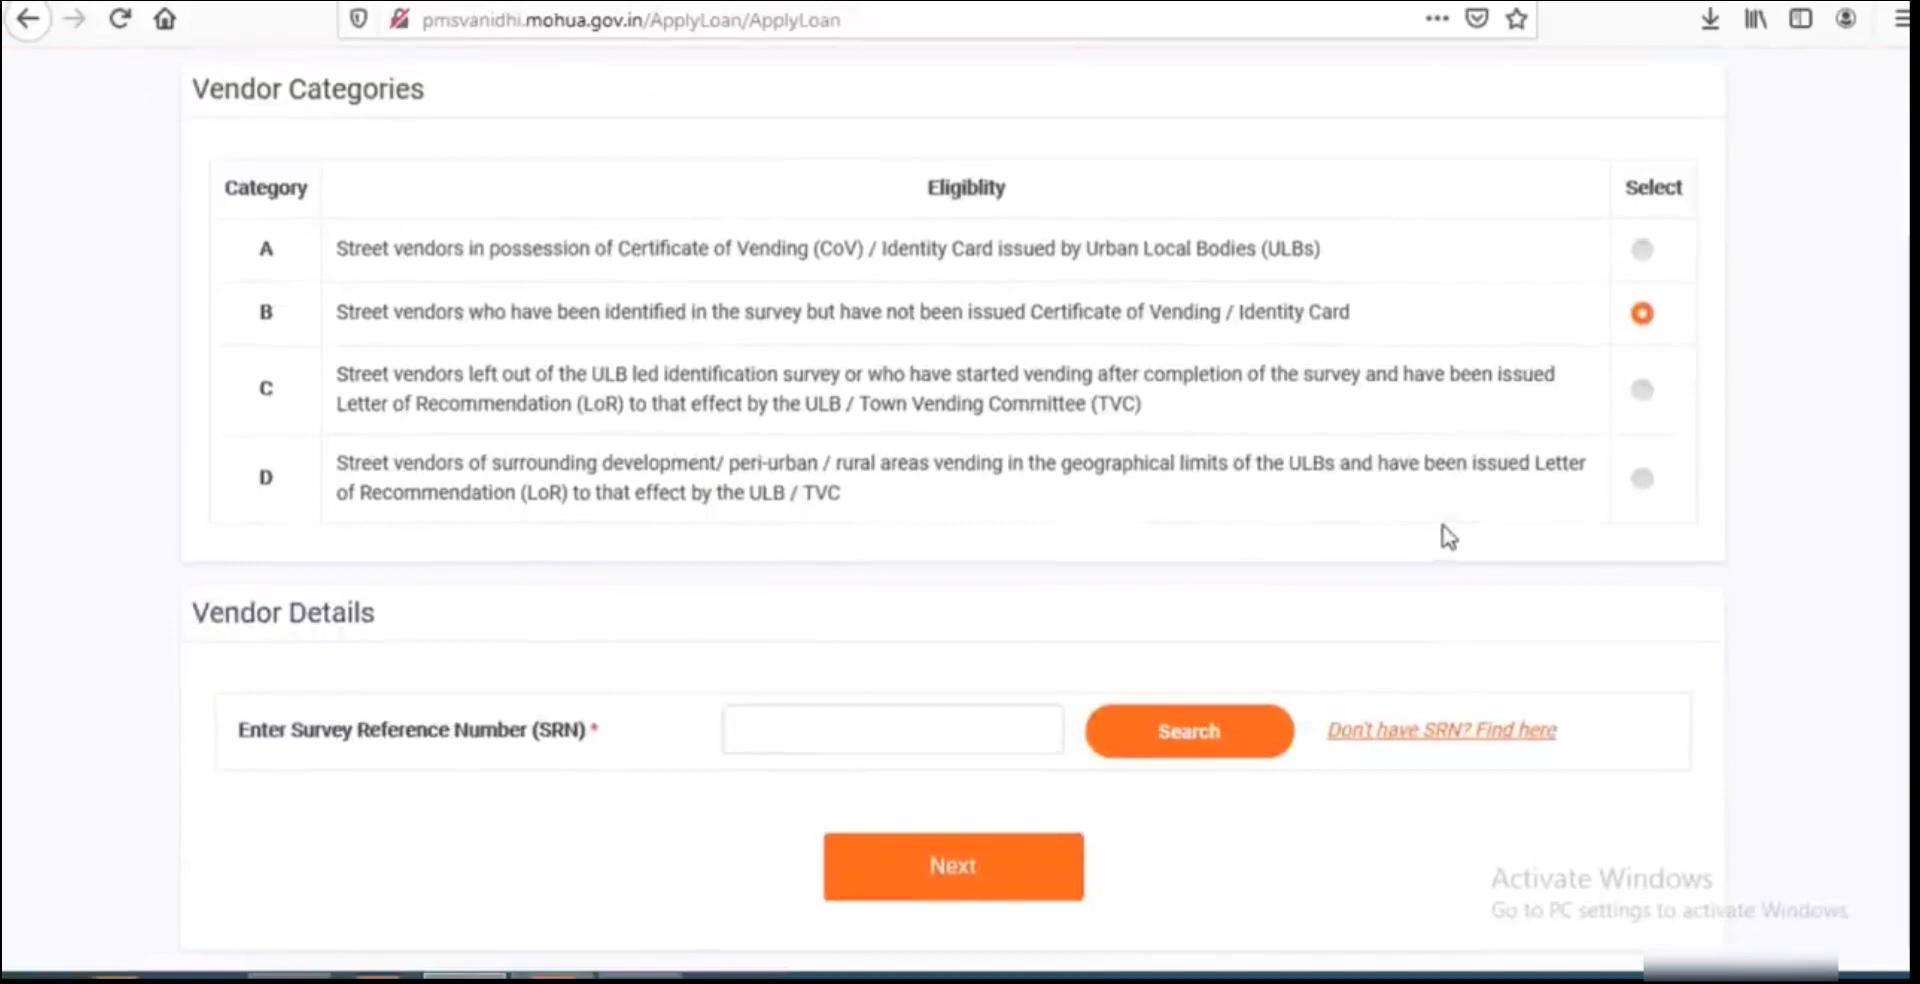 pmsvanidhi.mohua.gov.in/ApplyLoan/ApplyLoan
Vendor Categories
Category Eligiblity Select
A Street vendors in possession of Certificate of Vending (CoV) / Identity Card issued by Urban Local Bodies (ULBs)
B Street vendors who have been identified in the survey but have not been issued Certificate of Vending / Identity Card
C Street vendors left out of the ULB led identification survey or who have started vending after completion of the survey and have been issued
Letter of Recommendation (LoR) to that effect by the ULB / Town Vending Committee (TVC)
D Street vendors of surrounding development/ peri-urban / rural areas vending in the geographical limits of the ULBs and have been issued Letter
of Recommendation (LoR) to that effect by the ULB / TVC
Vendor Details
Enter Survey Reference Number (SRN) * Search Don't have SRN? Find here
Next
Activate Windows
Go to PC settings to activate Windows.